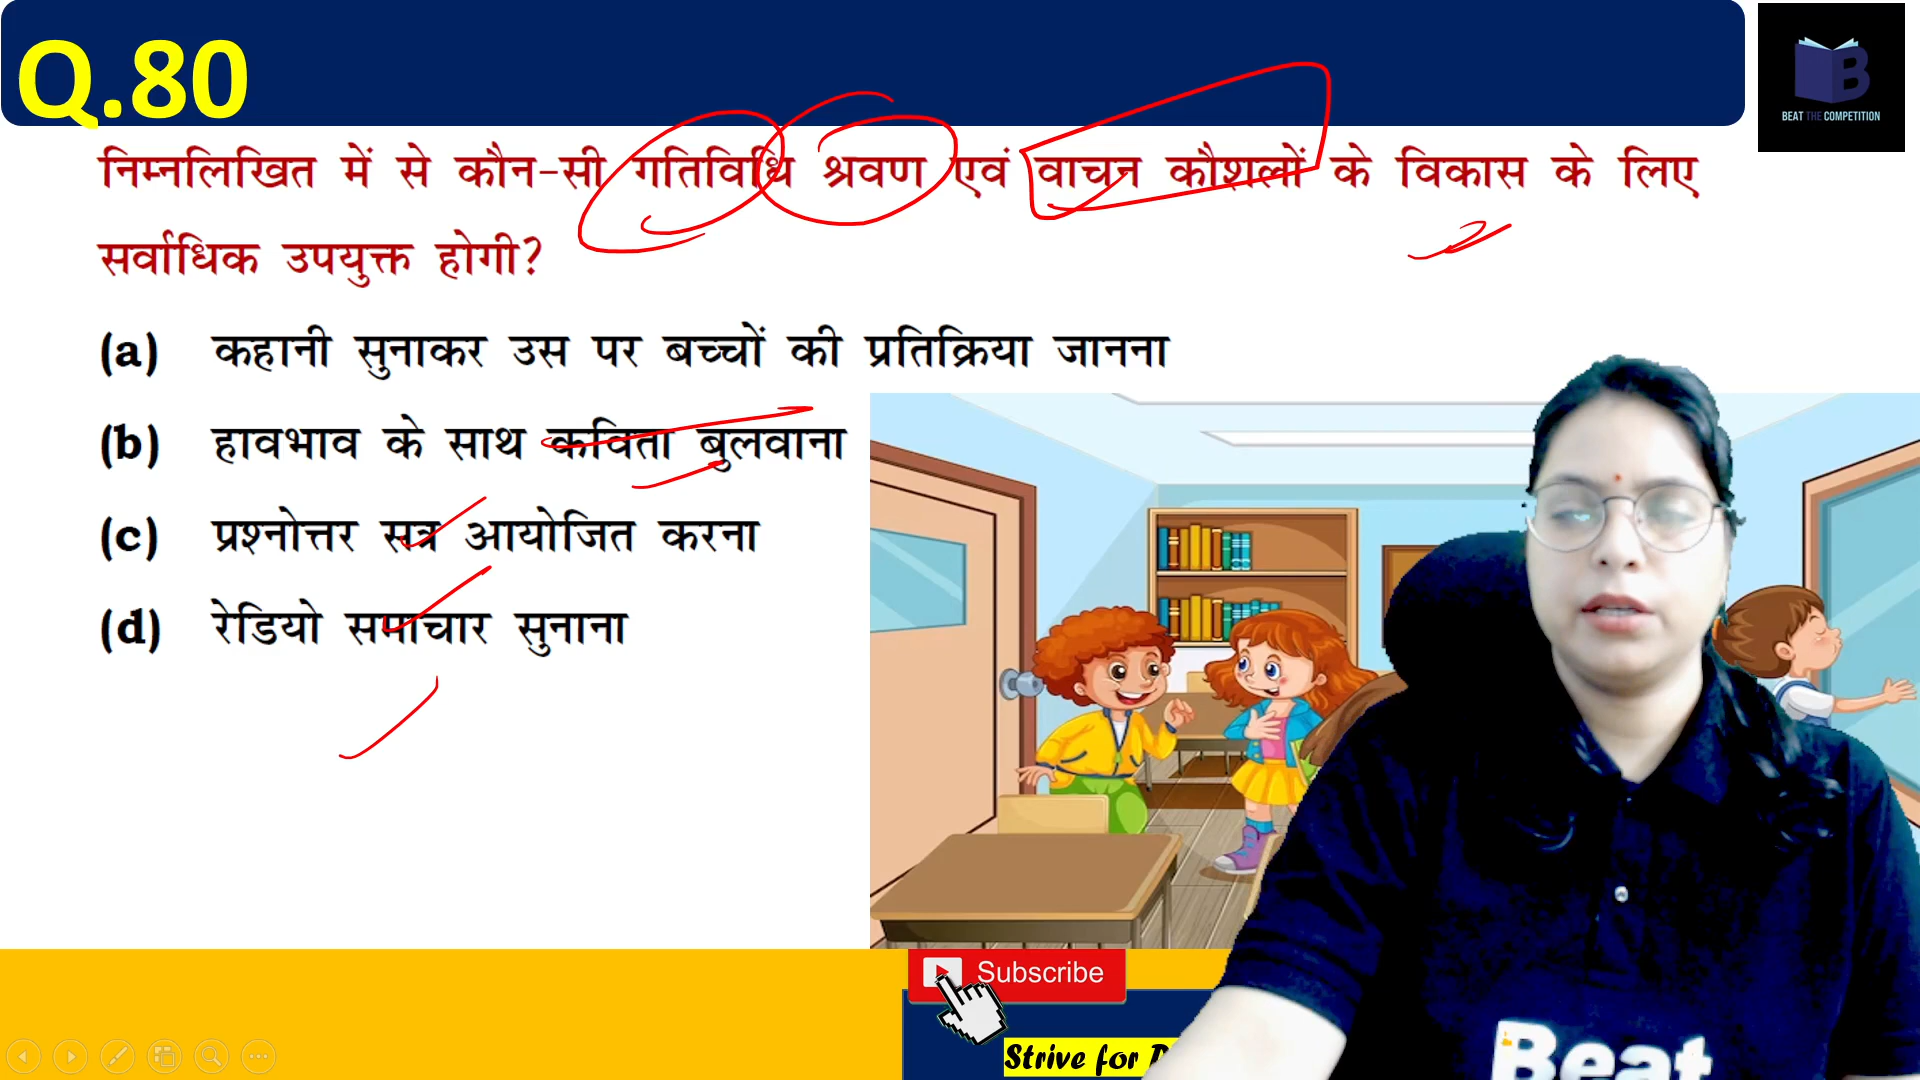 Q.80
BEAT THE COMPETITION
निम्नलिखित में से कौन-सी गतिविधि श्रवण एवं वाचन कौशलों के विकास के लिए
सर्वाधिक उपयुक्त होगी?
(a) कहानी सुनाकर उस पर बच्चों की प्रतिक्रिया जानना
(b) हावभाव के साथ कविता बुलवाना
(c) प्रश्नोत्तर सत्र आयोजित करना
(d) रेडियो समाचार सुनाना
Subscribe
Strive for
Beat